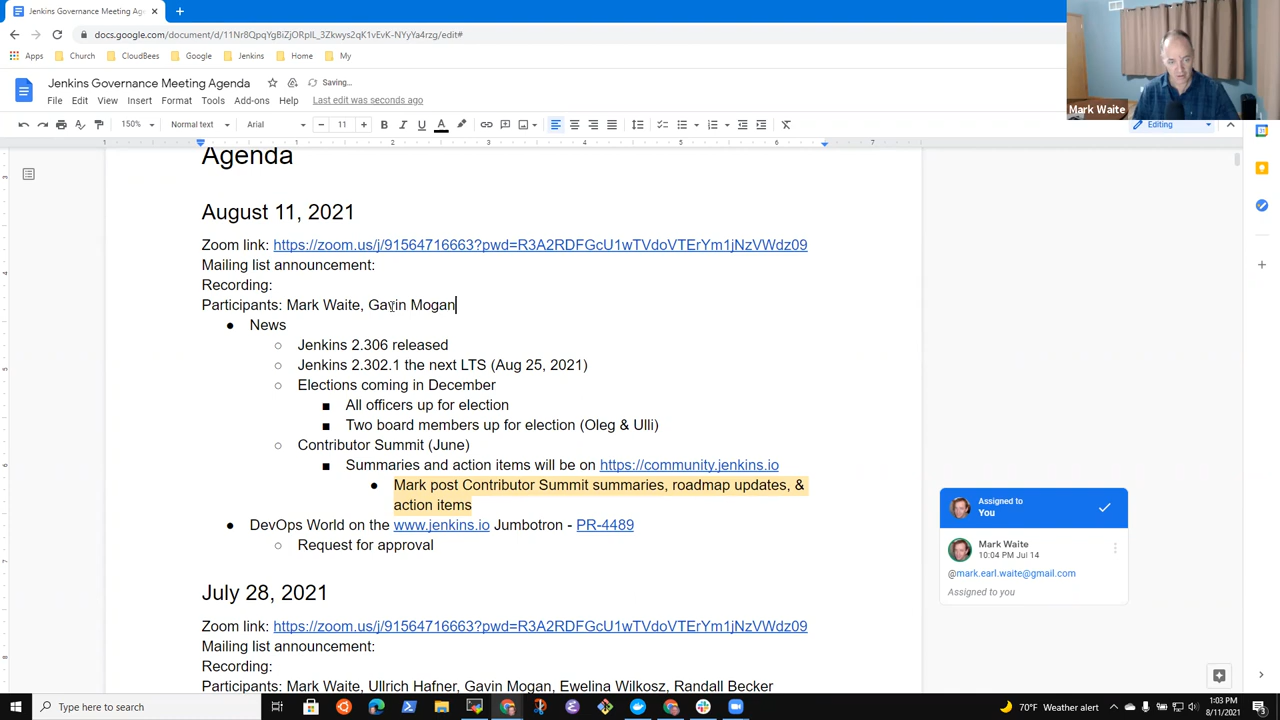 Jenkins Governance Meeting Ag
docs.google.com/document/d/11Nr8QpqYgBiZjORpIL_3Zkwys2qK1vEvK-NYyYa4rzg/edit#
Apps Church CloudBees Google Jenkins Home My
Jenkins Governance Meeting Agenda Saving...
File Edit View Insert Format Tools Add-ons Help Last edit was seconds ago
Mark Waite
150% Normal text Arial 11 Editing
1 1 2 3 4 5 6 7
Agenda
August 11, 2021
Zoom link: https://zoom.us/j/91564716663?pwd=R3A2RDFGcU1wTVdoVTErYm1jNzVWdz09
Mailing list announcement:
Recording:
Participants: Mark Waite, Gavin Mogan
● News
○ Jenkins 2.306 released
○ Jenkins 2.302.1 the next LTS (Aug 25, 2021)
○ Elections coming in December
■ All officers up for election
■ Two board members up for election (Oleg & Ulli)
○ Contributor Summit (June)
■ Summaries and action items will be on https://community.jenkins.io
● Mark post Contributor Summit summaries, roadmap updates, &
action items
● DevOps World on the www.jenkins.io Jumbotron - PR-4489
○ Request for approval
Assigned to
You
Mark Waite
10:04 PM Jul 14
@mark.earl.waite@gmail.com
Assigned to you
July 28, 2021
Zoom link: https://zoom.us/j/91564716663?pwd=R3A2RDFGcU1wTVdoVTErYm1jNzVWdz09
Mailing list announcement:
Recording:
Participants: Mark Waite, Ullrich Hafner, Gavin Mogan, Ewelina Wilkosz, Randall Becker
Type here to search
70°F Weather alert
1:03 PM
8/11/2021
3